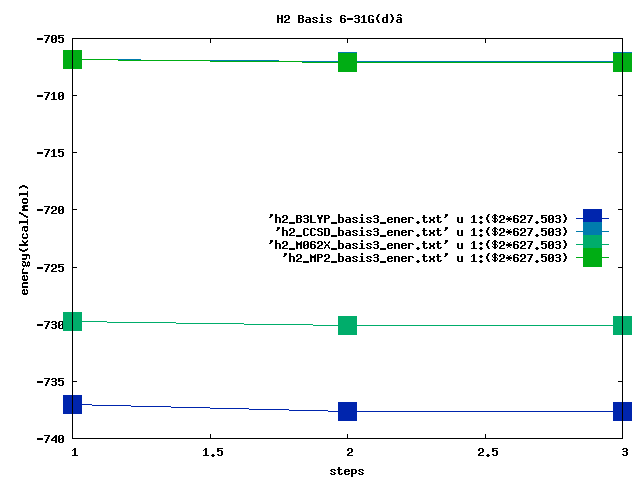 H2 Basis 6-31G(d)â
-705
-710
-715
-720
-725
-730
-735
-740
energy(kcal/mol)
'h2_B3LYP_basis3_ener.txt' u 1:($2*627.503)
'h2_CCSD_basis3_ener.txt' u 1:($2*627.503)
'h2_M062X_basis3_ener.txt' u 1:($2*627.503)
'h2_MP2_basis3_ener.txt' u 1:($2*627.503)
1 1.5 2 2.5 3
steps